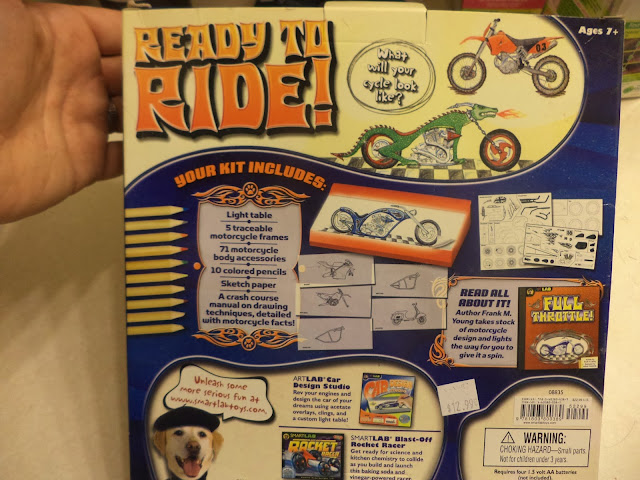 READY TO
RIDE!
What
will your
cycle look
like?
Ages 7+
03
YOUR KIT INCLUDES:
Light table
5 traceable
motorcycle frames
71 motorcycle
body accessories
10 colored pencils
Sketch paper
A crash course
manual on drawing
techniques, detailed
with motorcycle facts!
READ ALL
ABOUT IT!
Author Frank M.
Young takes stock
of motorcycle
design and lights
the way for you to
give it a spin.
FULL
THROTTLE!
Unleash some
more serious fun at
www.smartlabtoys.com.
ARTLAB® Car
Design Studio
Rev your engines and
design the car of your
dreams using acetate
overlays, clings, and
a custom light table!
SMARTLAB® Blast-Off
Rocket Racer
Get ready for science and
kitchen chemistry to collide
as you build and launch
this baking soda and
vinegar-powered racer
SMARTLAB
ROCKET
RACER
CAR
$12.99
08635
WARNING:
CHOKING HAZARD—Small parts.
Not for children under 3 years.
Requires four 1.5 volt AA batteries
(not included).